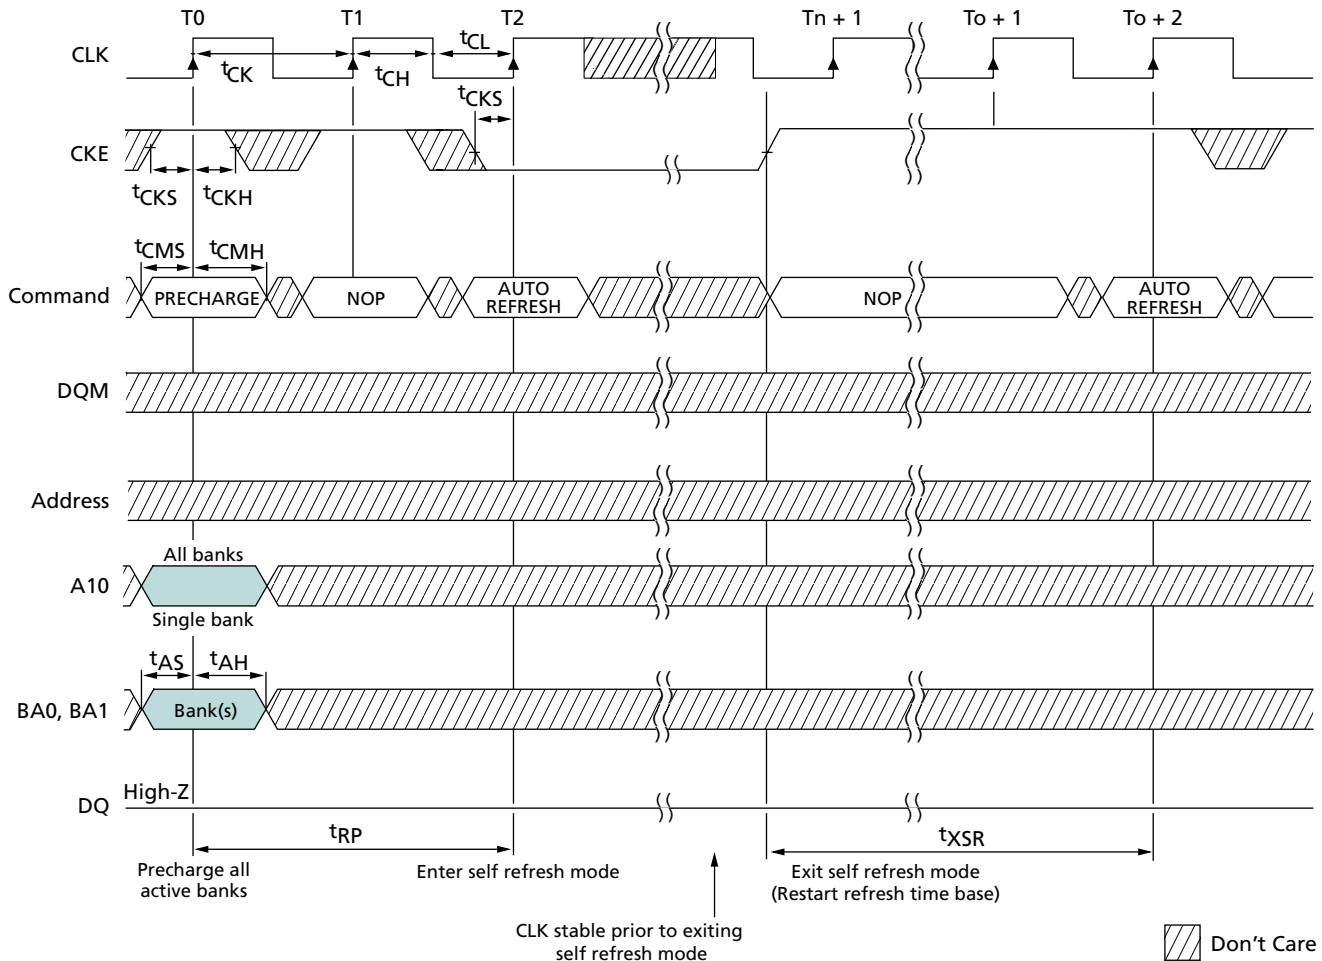 T0 T1 T2 Tn + 1 To + 1 To + 2
CLK
tCK tCH tCL
tCKS
CKE
tCKS tCKH
tCMS tCMH
Command PRECHARGE NOP AUTO REFRESH NOP AUTO REFRESH
DQM
Address
All banks
A10
Single bank
tAS tAH
BA0, BA1 Bank(s)
High-Z
DQ
tRP tXSR
Precharge all
active banks
Enter self refresh mode
Exit self refresh mode
(Restart refresh time base)
CLK stable prior to exiting
self refresh mode
Don't Care